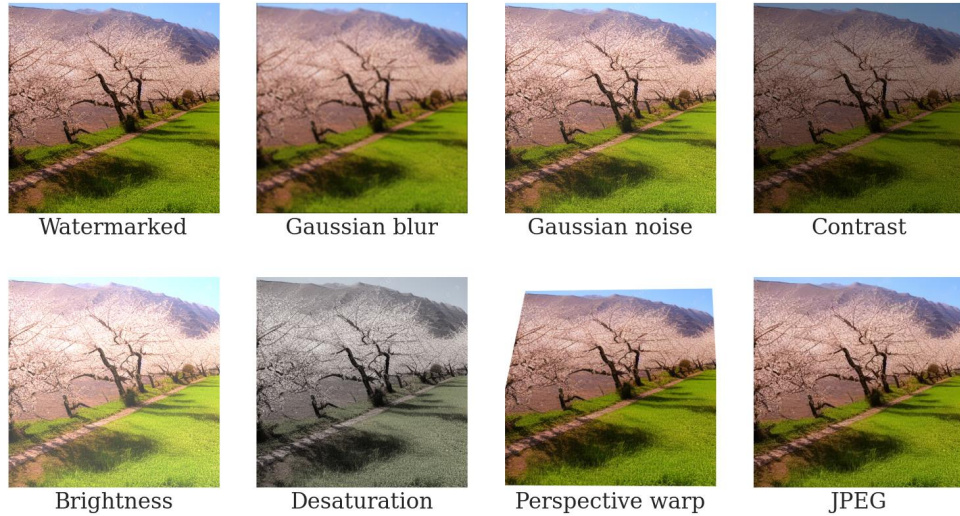 Watermarked
Gaussian blur
Gaussian noise
Contrast
Brightness
Desaturation
Perspective warp
JPEG